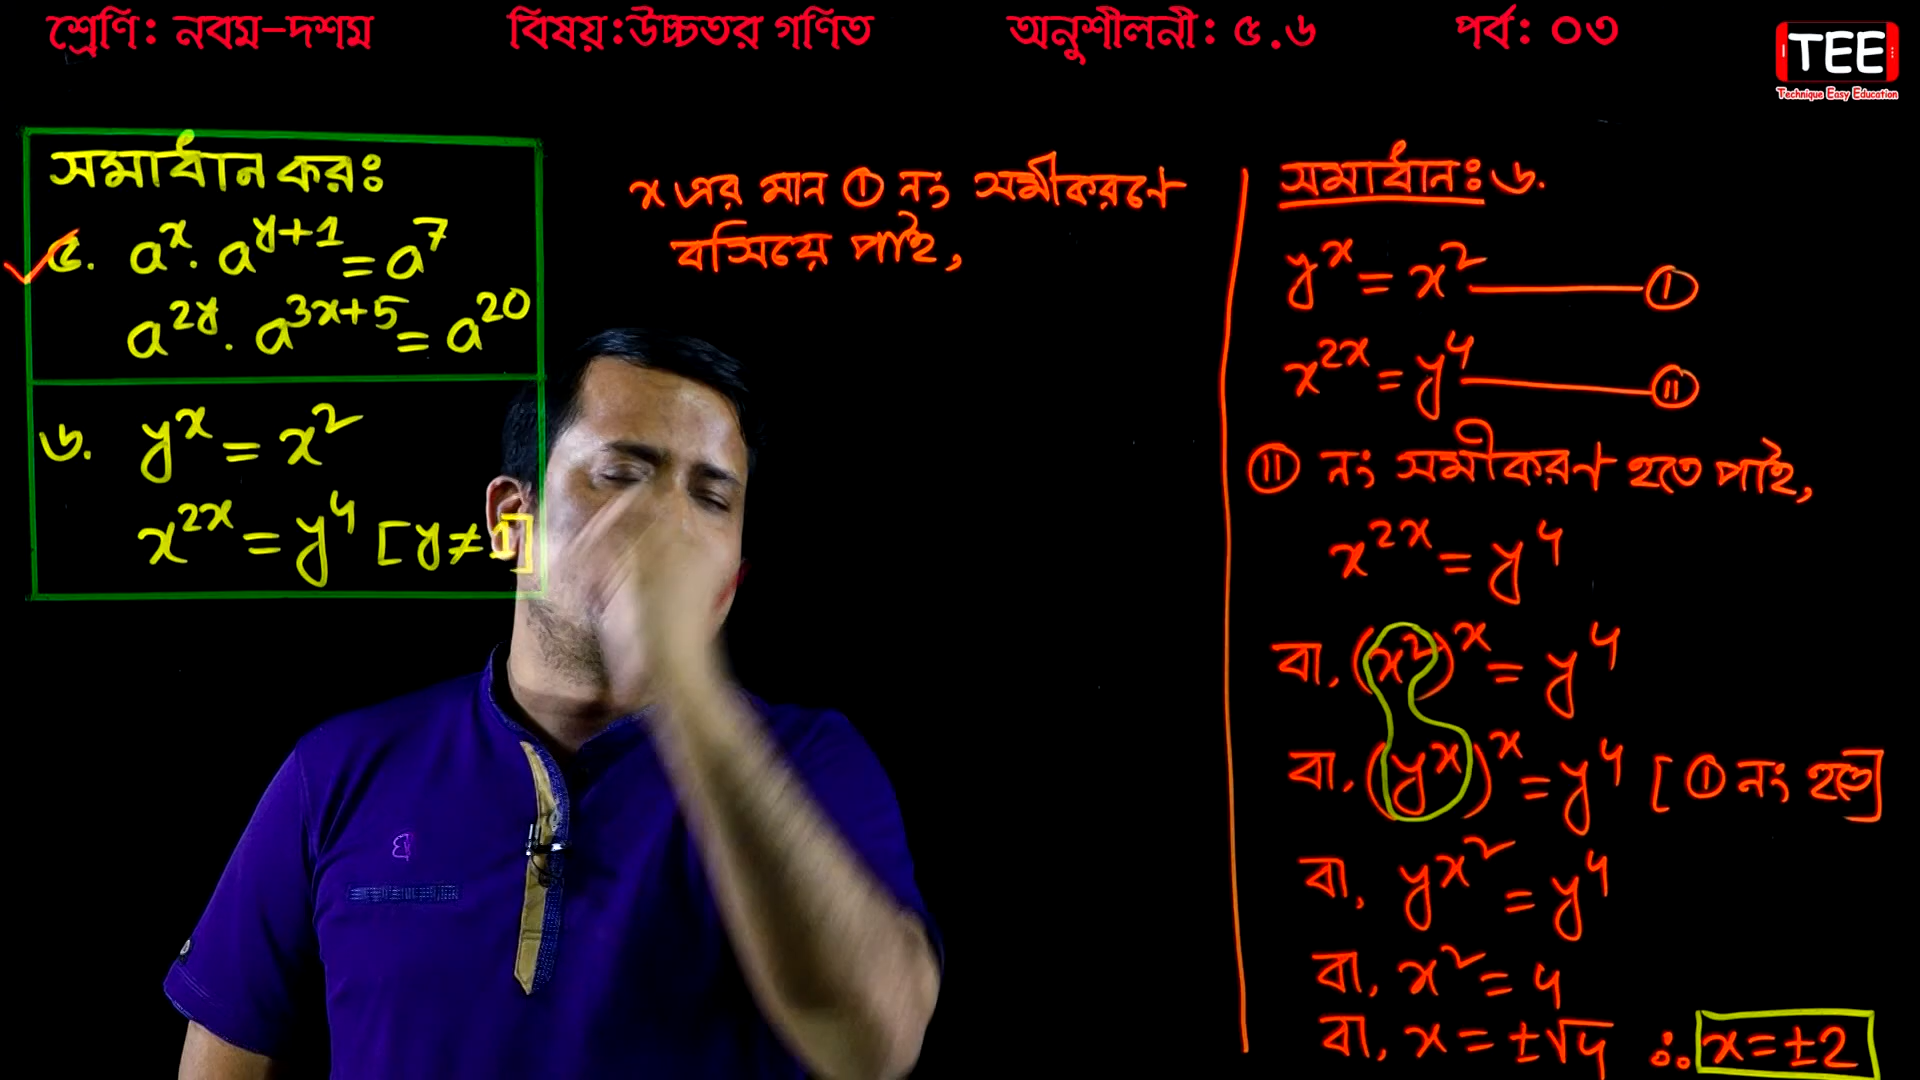 শ্রেণি: নবম-দশম বিষয়:উচ্চতর গণিত অনুশীলনী: ৫.৬ পর্ব: ০৩
TEE
Technique Easy Education
সমাধান করঃ
৫. a^x . a^{y+1} = a^7
a^{2y} . a^{3x+5} = a^{20}
৬. y^x = x^2
x^{2x} = y^4 [y≠1]
x এর মান ① নং সমীকরণে
বসিয়ে পাই,
সমাধানঃ ৬.
y^x = x^2 ——— ①
x^{2x} = y^4 ——— ⑪
⑪ নং সমীকরণ হতে পাই,
x^{2x} = y^4
বা, (x^2)^x = y^4
বা, (y^x)^x = y^4 [① নং হতে]
বা, y^{x^2} = y^4
বা, x^2 = 4
বা, x = ±√4 ∴ x = ±2